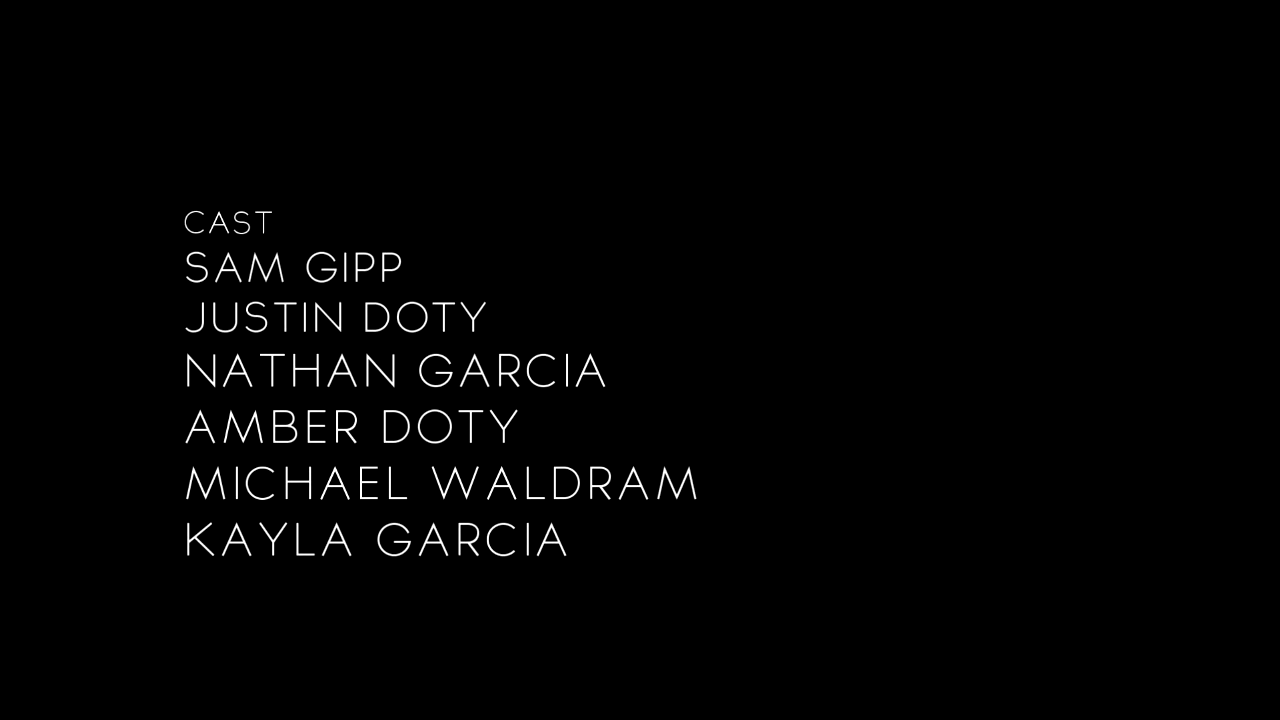 CAST
SAM GIPP
JUSTIN DOTY
NATHAN GARCIA
AMBER DOTY
MICHAEL WALDRAM
KAYLA GARCIA